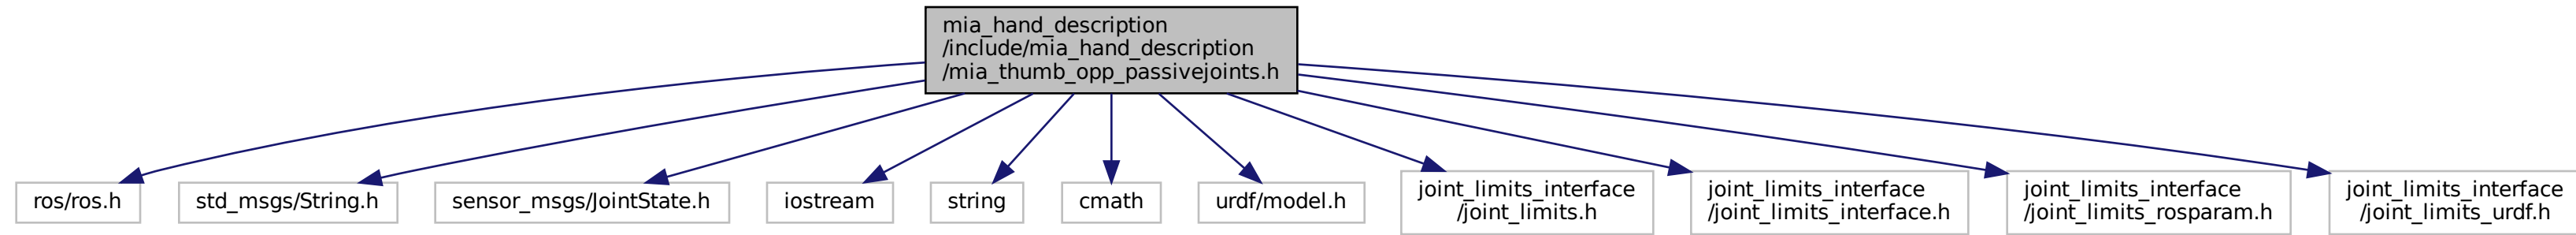 mia_hand_description
/include/mia_hand_description
/mia_thumb_opp_passivejoints.h
ros/ros.h
std_msgs/String.h
sensor_msgs/JointState.h
iostream
string
cmath
urdf/model.h
joint_limits_interface
/joint_limits.h
joint_limits_interface
/joint_limits_interface.h
joint_limits_interface
/joint_limits_rosparam.h
joint_limits_interface
/joint_limits_urdf.h